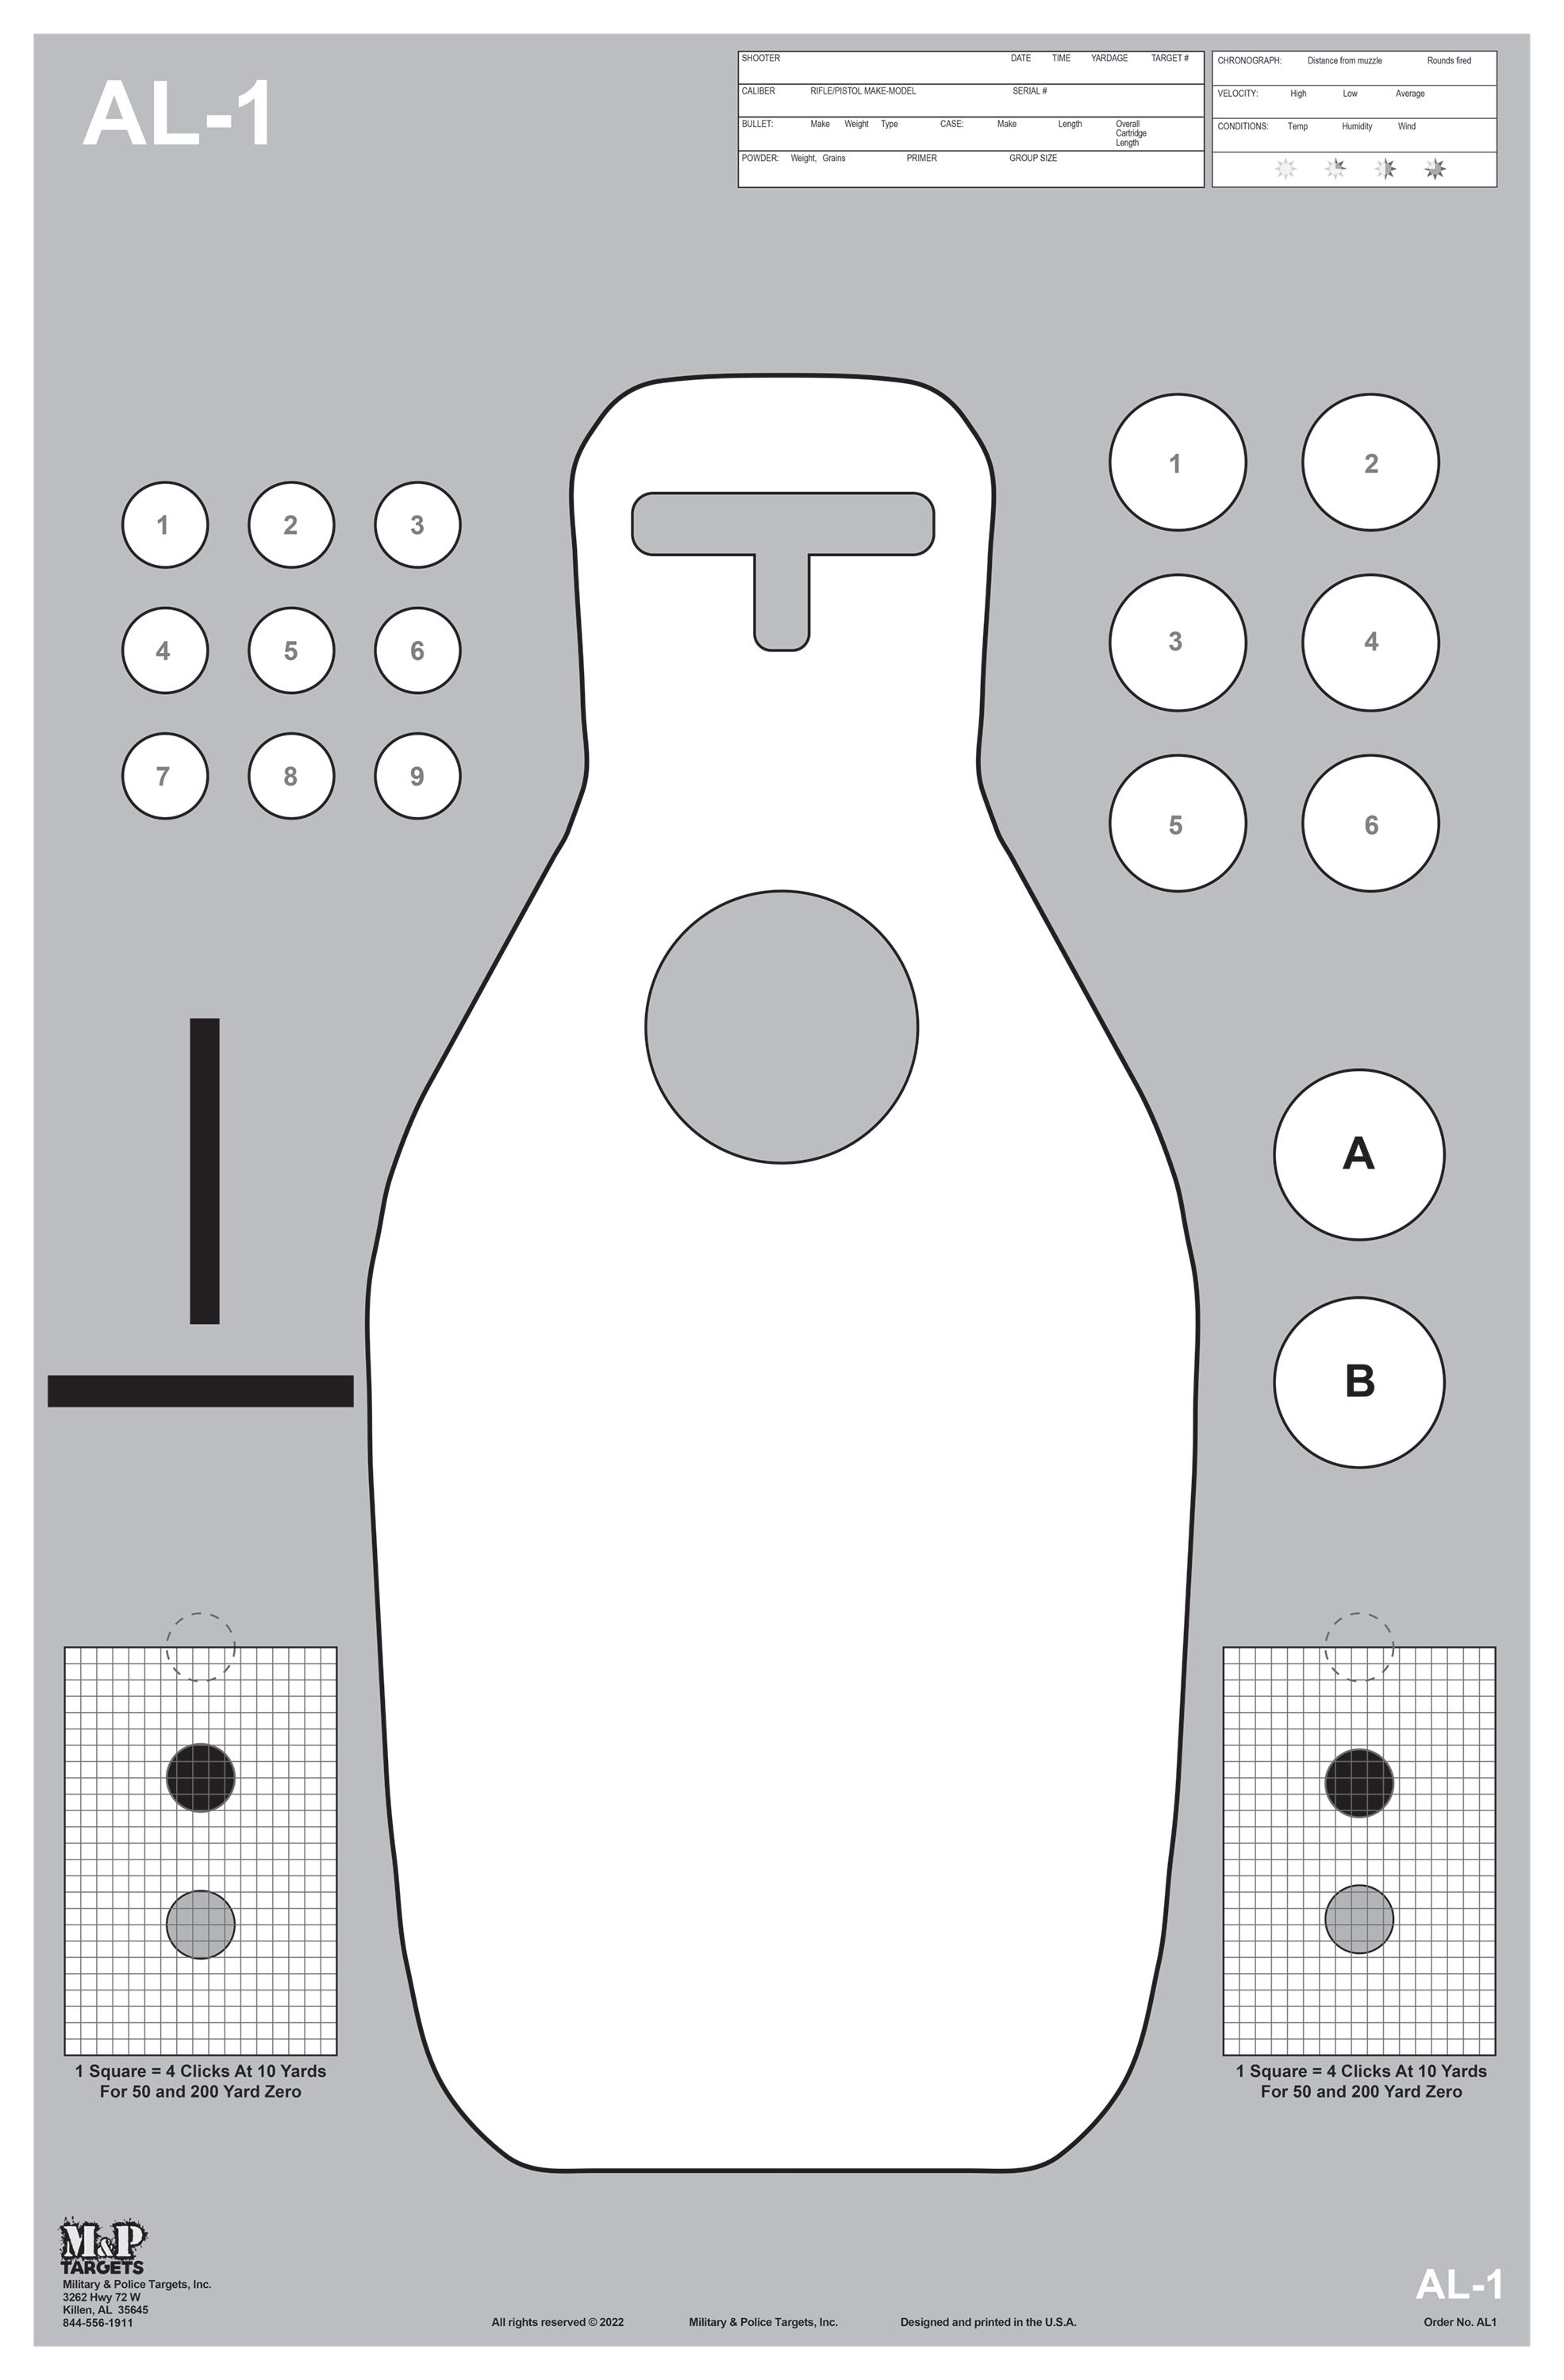 AL-1
SHOOTER DATE TIME YARDAGE TARGET #
CALIBER RIFLE/PISTOL MAKE-MODEL SERIAL #
BULLET: Make Weight Type CASE: Make Length Overall
Cartridge
Length
POWDER: Weight, Grains PRIMER GROUP SIZE
CHRONOGRAPH: Distance from muzzle Rounds fired
VELOCITY: High Low Average
CONDITIONS: Temp Humidity Wind
1 2 3
4 5 6
7 8 9
1 2
3 4
5 6
A
B
1 Square = 4 Clicks At 10 Yards
For 50 and 200 Yard Zero
1 Square = 4 Clicks At 10 Yards
For 50 and 200 Yard Zero
M&P
TARGETS
Military & Police Targets, Inc.
3262 Hwy 72 W
Killen, AL 35645
844-556-1911
All rights reserved © 2022 Military & Police Targets, Inc. Designed and printed in the U.S.A.
AL-1
Order No. AL1